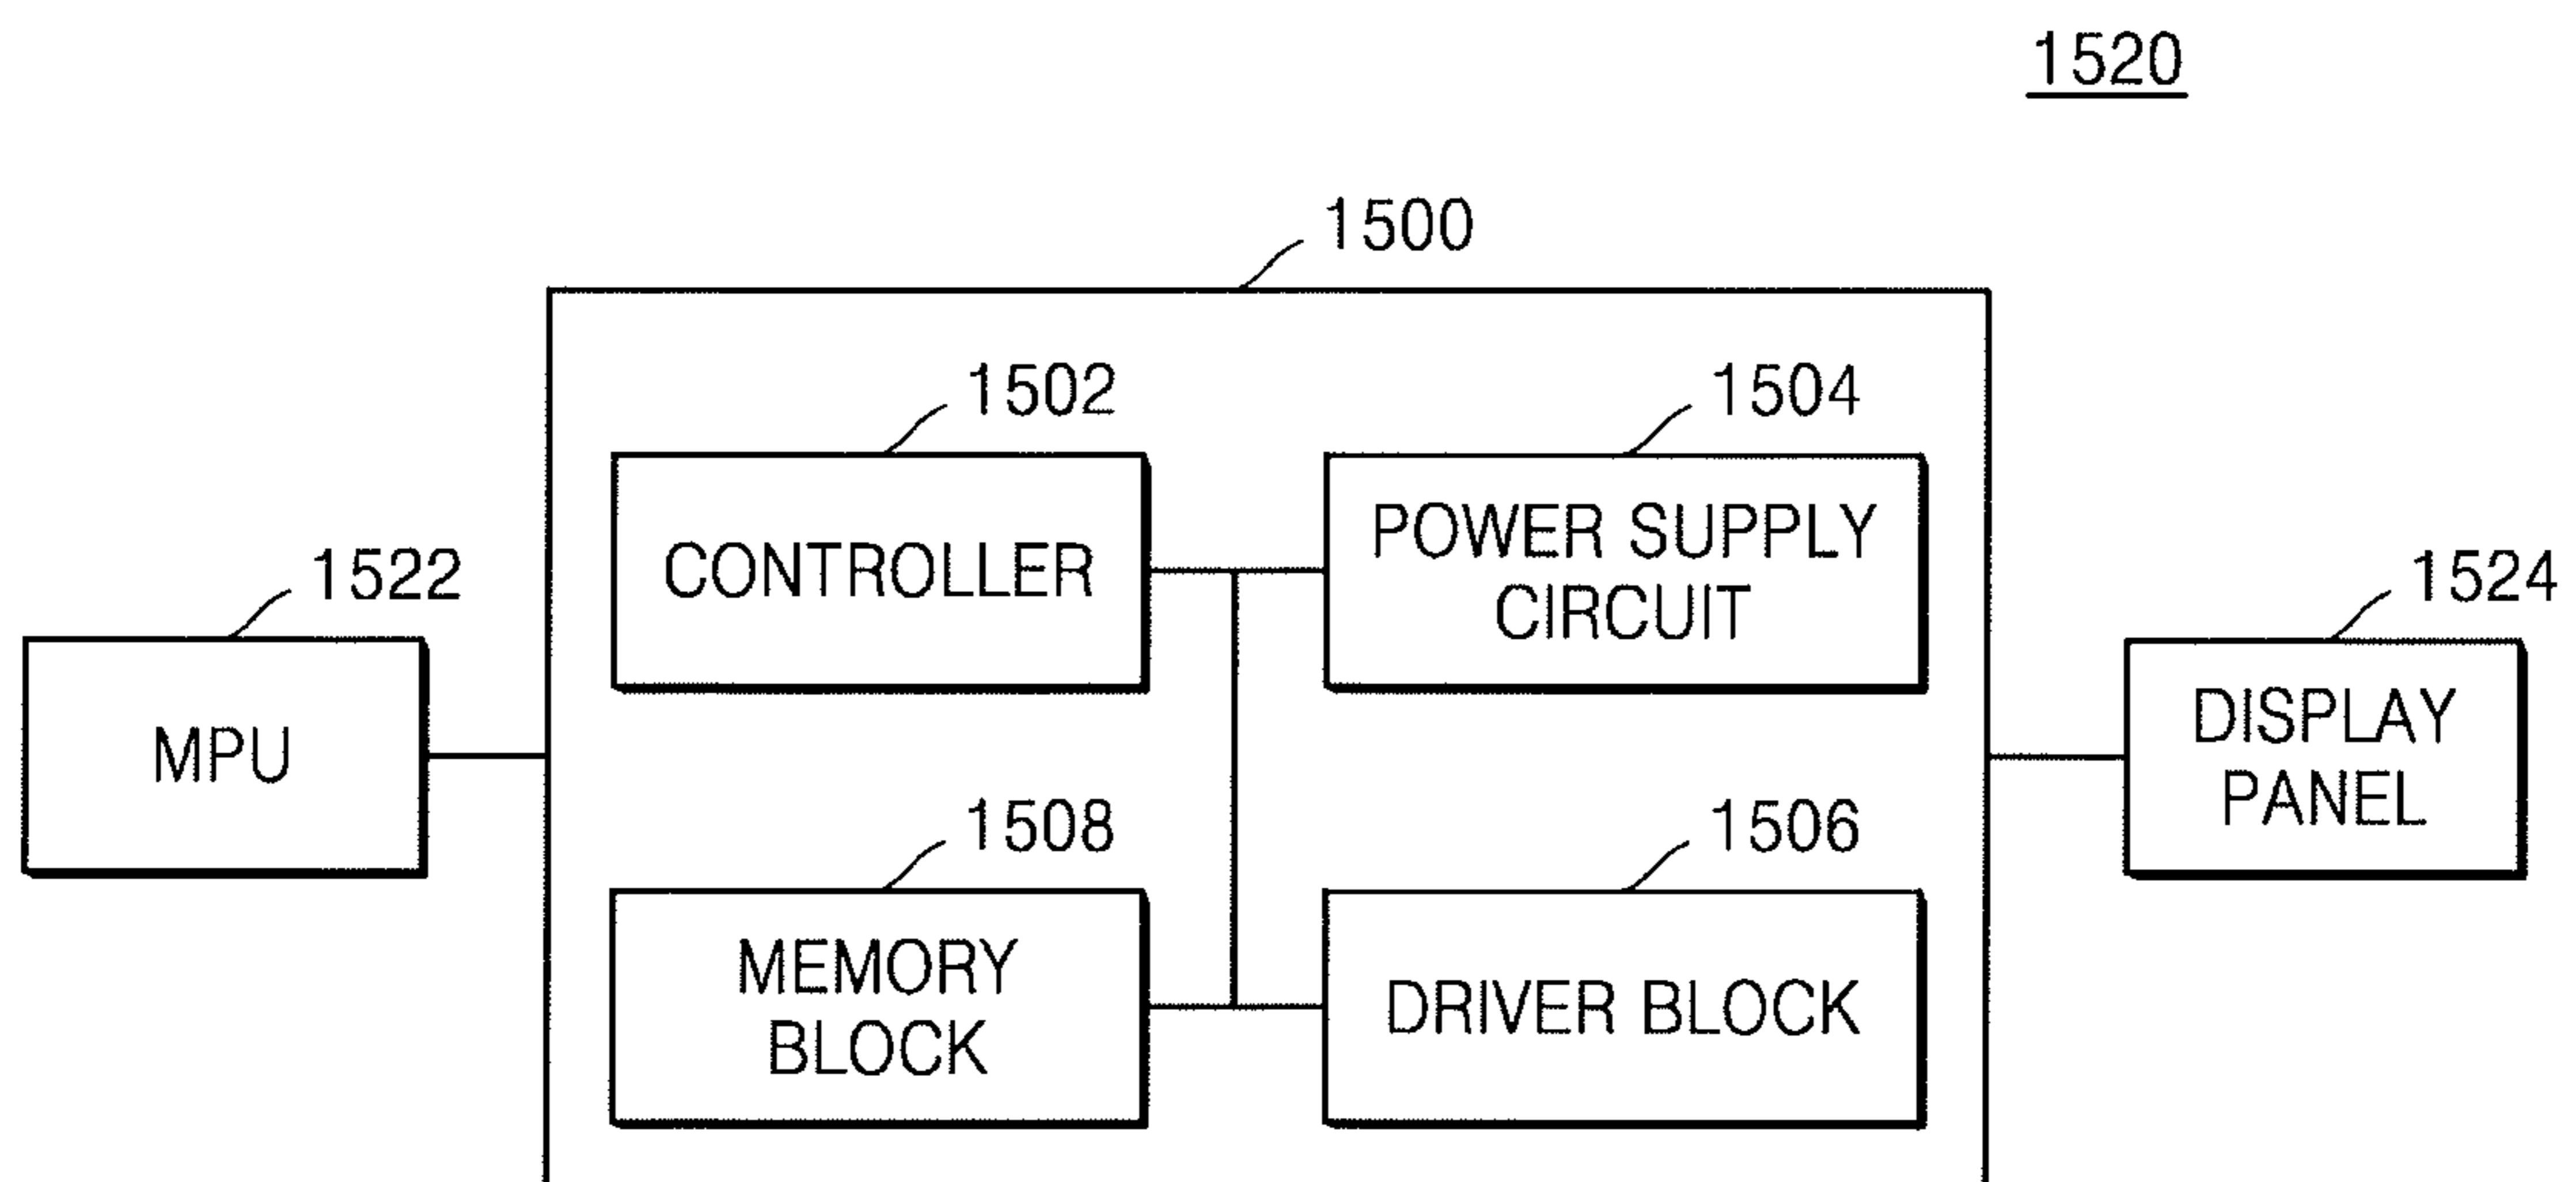 1520
1500
1502
1504
CONTROLLER
POWER SUPPLY
CIRCUIT
1522
MPU
1524
DISPLAY
PANEL
1508
1506
MEMORY
BLOCK
DRIVER BLOCK